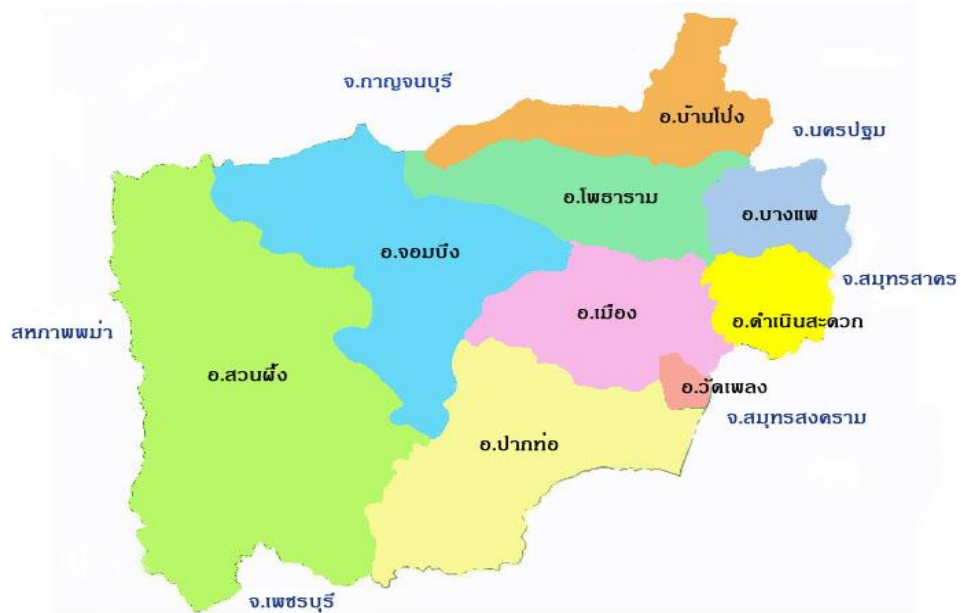 จ.กาญจนบุรี
อ.บ้านโป่ง
จ.นครปฐม
อ.โพธาราม
อ.บางแพ
อ.จอมบึง
จ.สมุทรสาคร
อ.เมือง
อ.ดำเนินสะดวก
สหภาพพม่า
อ.สวนผึ้ง
อ.วัดเพลง
จ.สมุทรสงคราม
อ.ปากท่อ
จ.เพชรบุรี